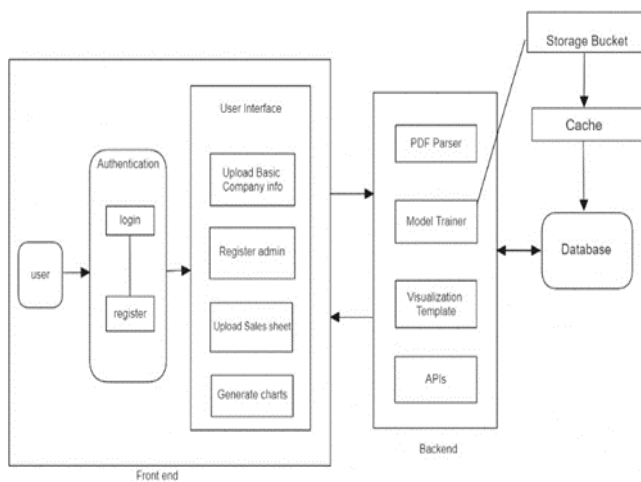 Storage Bucket
Cache
Database
User Interface
Authentication
login
register
user
Upload Basic
Company info
Register admin
Upload Sales sheet
Generate charts
Front end
PDF Parser
Model Trainer
Visualization
Template
APIs
Backend